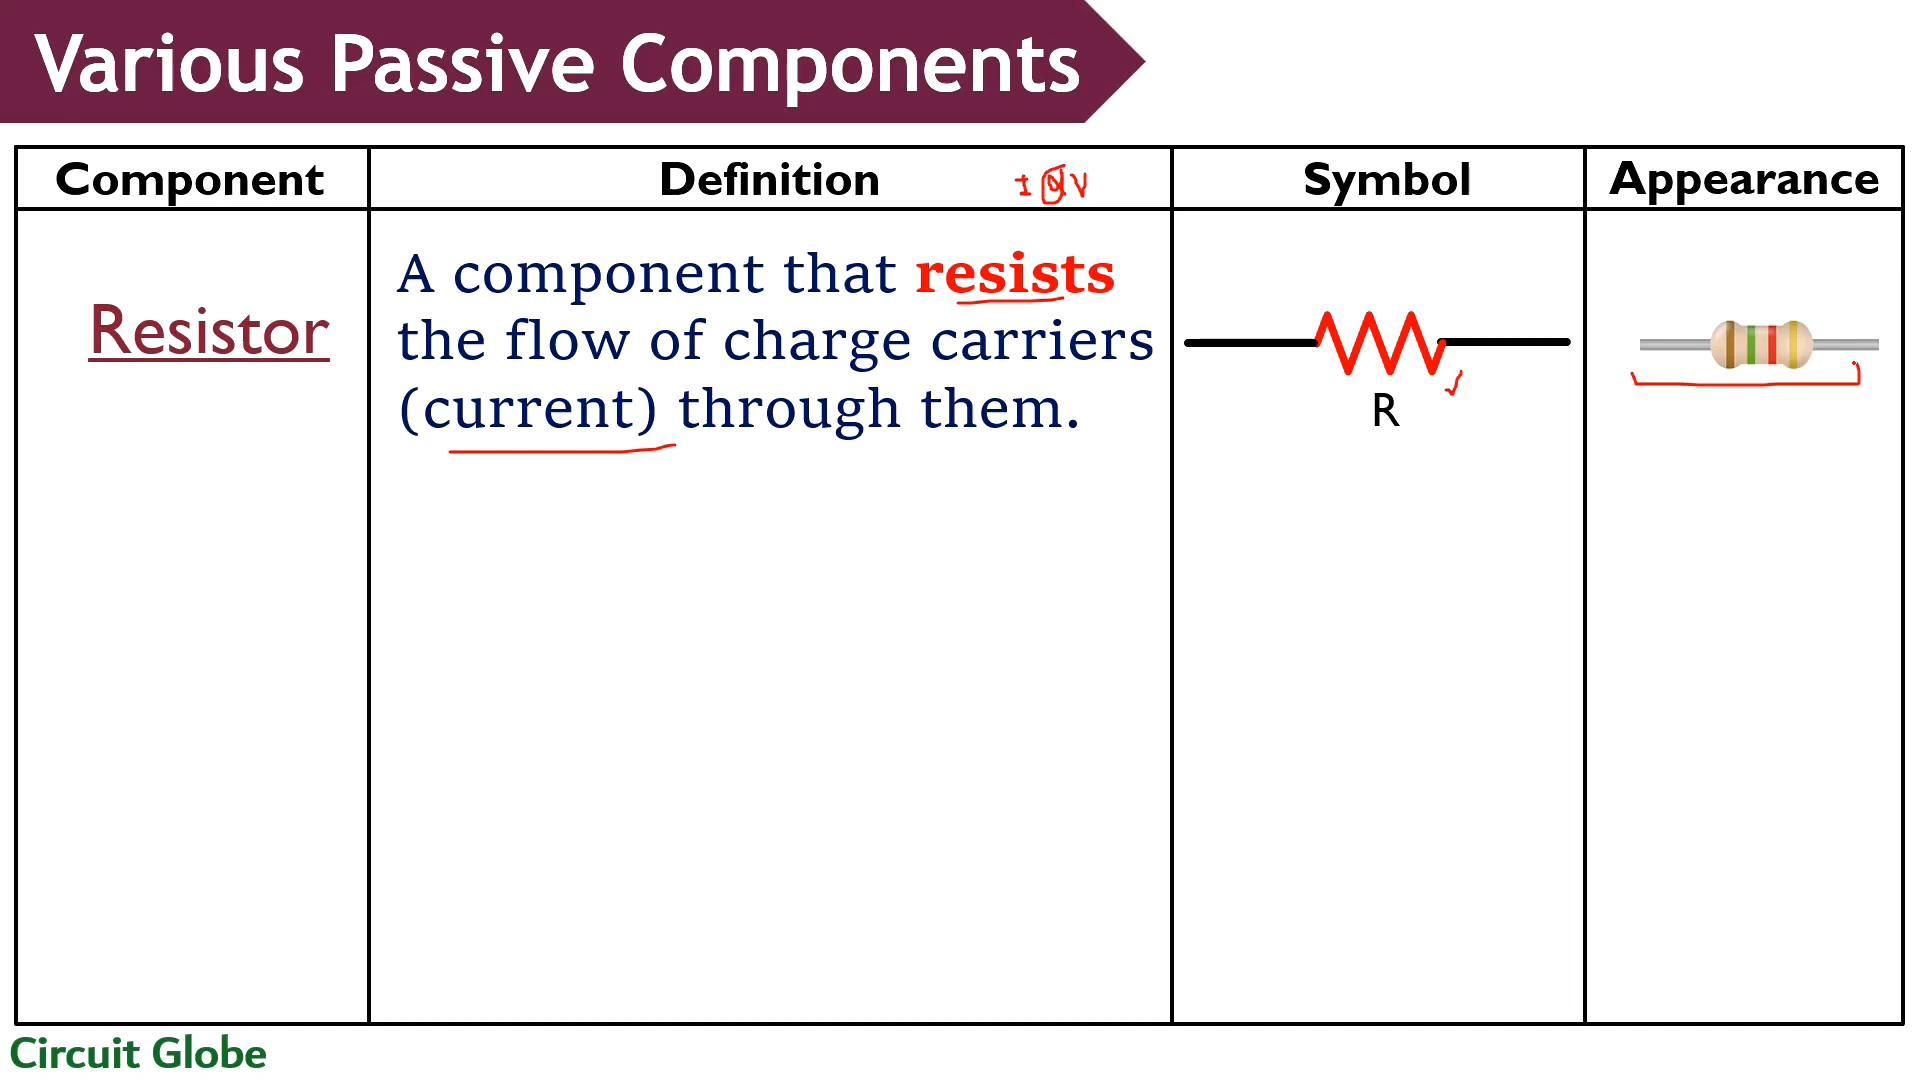 Various Passive Components
Component Definition Symbol Appearance
Resistor
A component that resists
the flow of charge carriers
(current) through them.
R
Circuit Globe